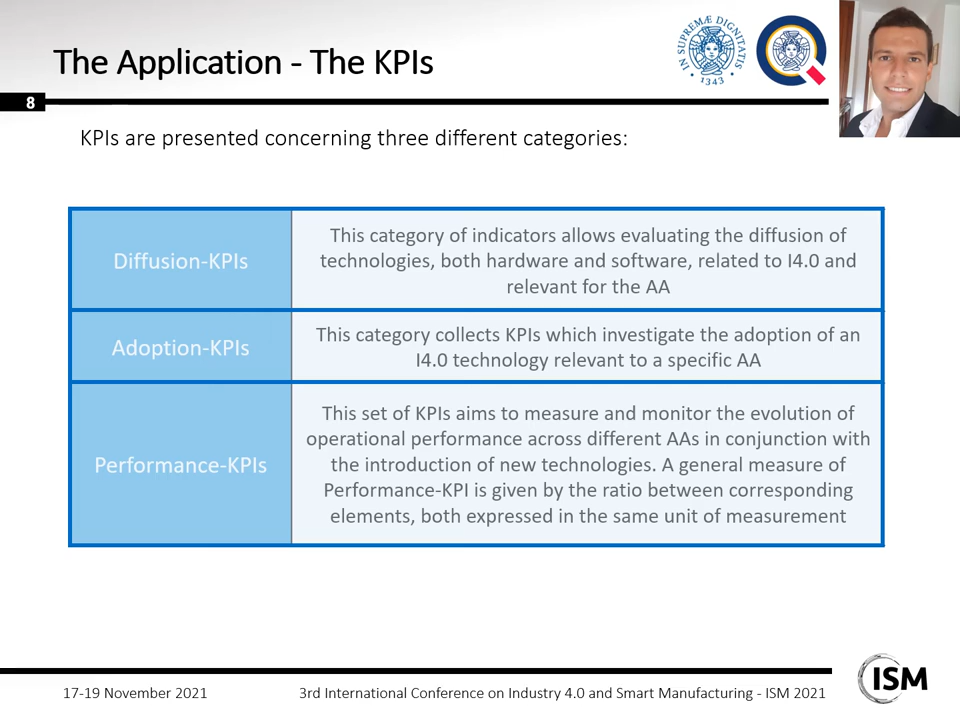 The Application - The KPIs
IN SUPREMÆ DIGNITATIS
· 1343 ·
8
KPIs are presented concerning three different categories:
Diffusion-KPIs
This category of indicators allows evaluating the diffusion of
technologies, both hardware and software, related to I4.0 and
relevant for the AA
Adoption-KPIs
This category collects KPIs which investigate the adoption of an
I4.0 technology relevant to a specific AA
Performance-KPIs
This set of KPIs aims to measure and monitor the evolution of
operational performance across different AAs in conjunction with
the introduction of new technologies. A general measure of
Performance-KPI is given by the ratio between corresponding
elements, both expressed in the same unit of measurement
17-19 November 2021
3rd International Conference on Industry 4.0 and Smart Manufacturing - ISM 2021
ISM